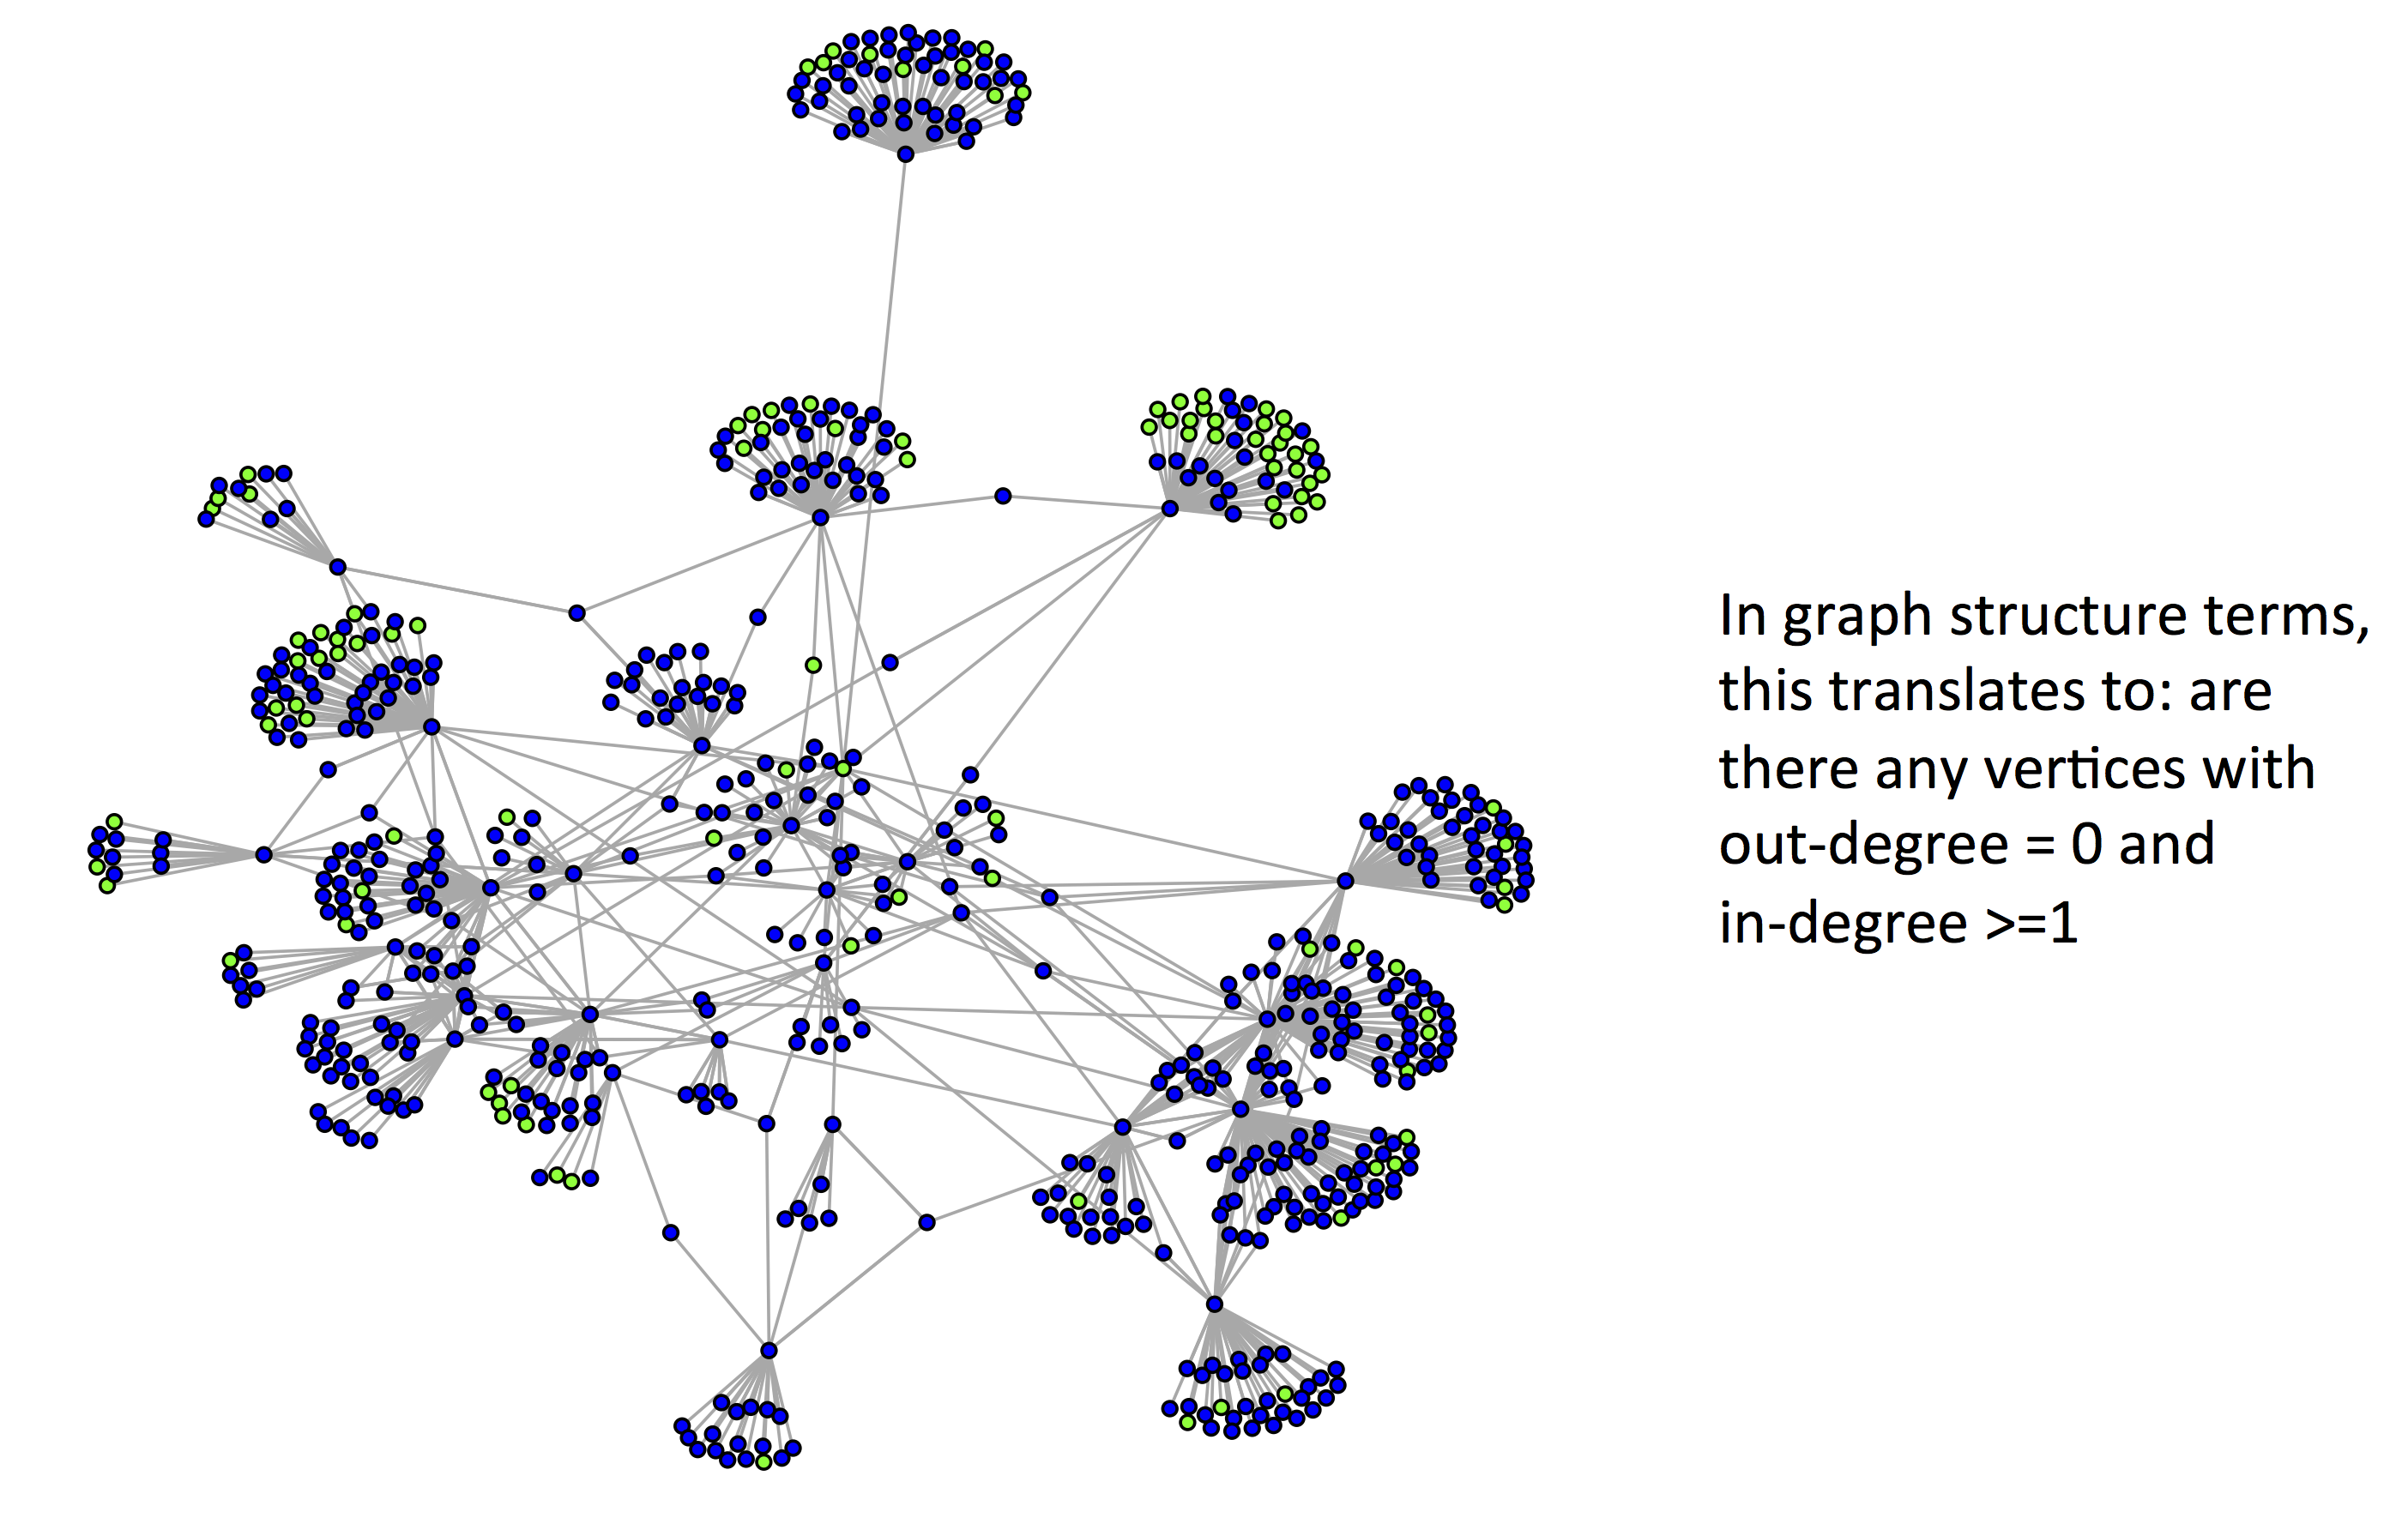 In graph structure terms,
this translates to: are
there any vertices with
out-degree = 0 and
in-degree >=1